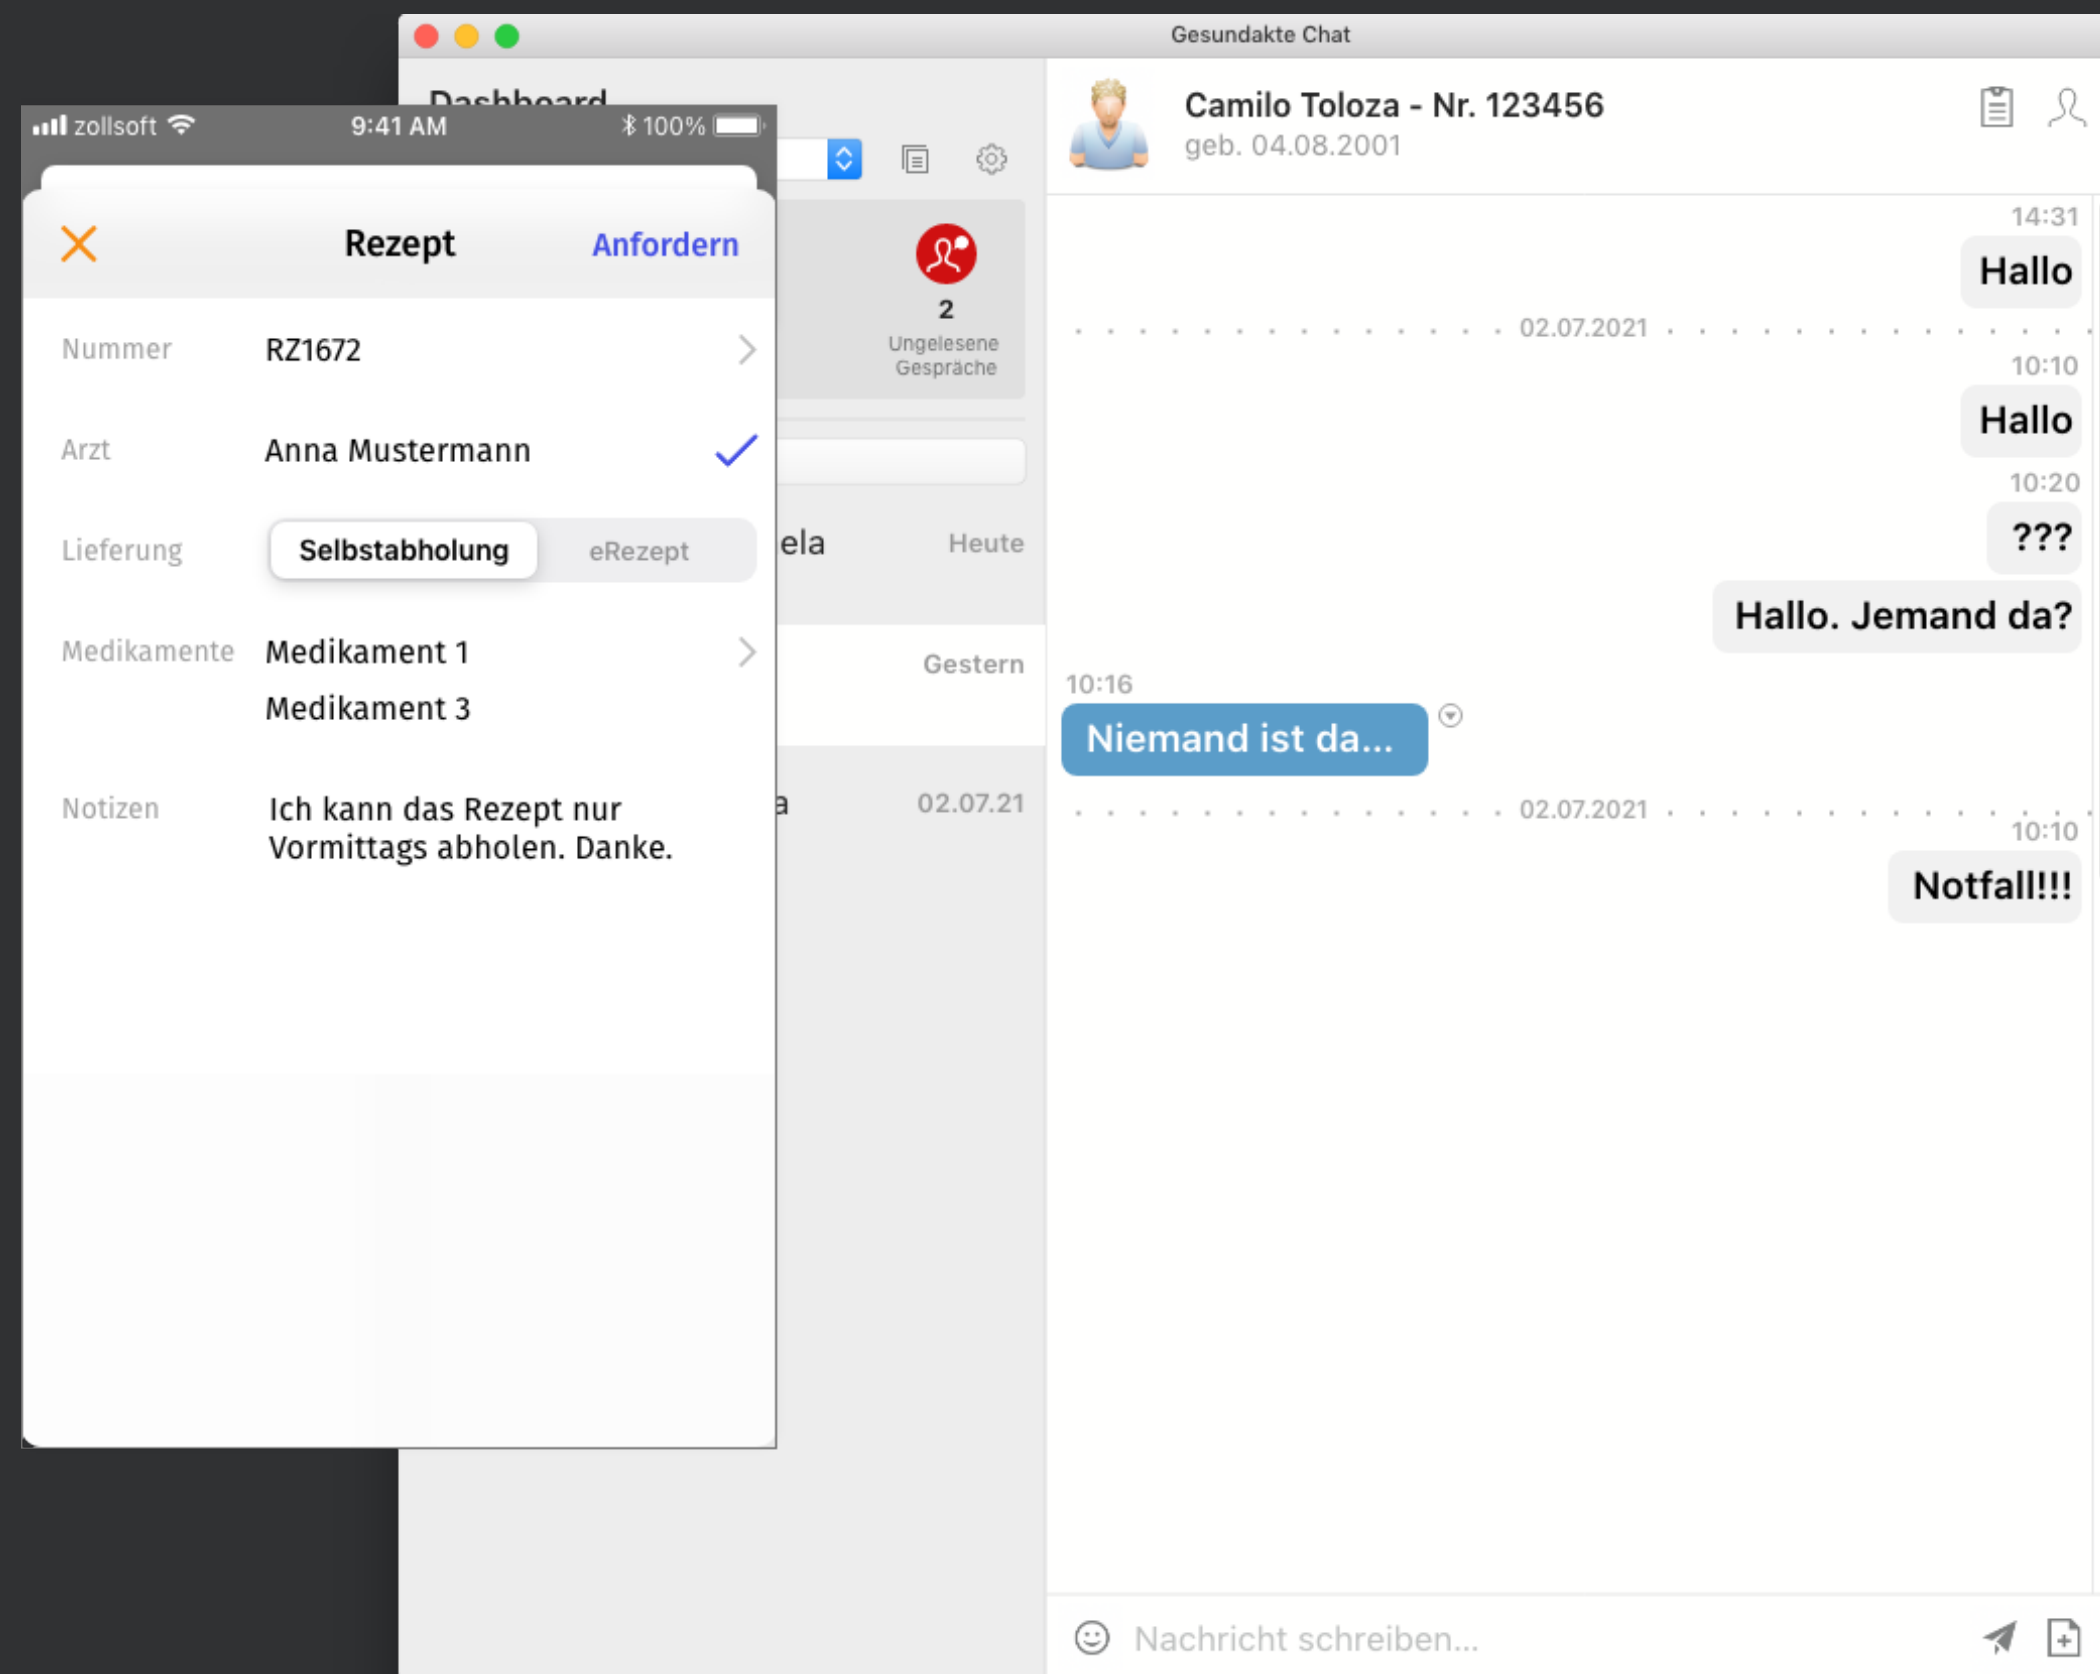 Gesundakte Chat
Dashboard
zollsoft
9:41 AM
100%
Rezept
Anfordern
Nummer
RZ1672
Arzt
Anna Mustermann
Lieferung
Selbstabholung
eRezept
Medikamente
Medikament 1
Medikament 3
Notizen
Ich kann das Rezept nur
Vormittags abholen. Danke.
2
Ungelesene
Gespräche
ela
Heute
Gestern
a
02.07.21
Camilo Toloza - Nr. 123456
geb. 04.08.2001
14:31
Hallo
02.07.2021
10:10
Hallo
10:20
???
Hallo. Jemand da?
10:16
Niemand ist da...
02.07.2021
10:10
Notfall!!!
Nachricht schreiben...